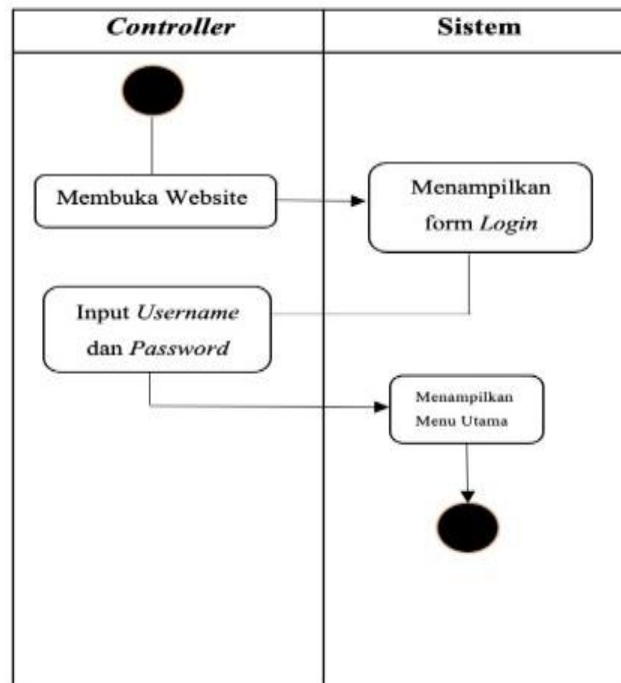 Controller
Sistem
Membuka Website
Menampilkan
form Login
Input Username
dan Password
Menampilkan
Menu Utama